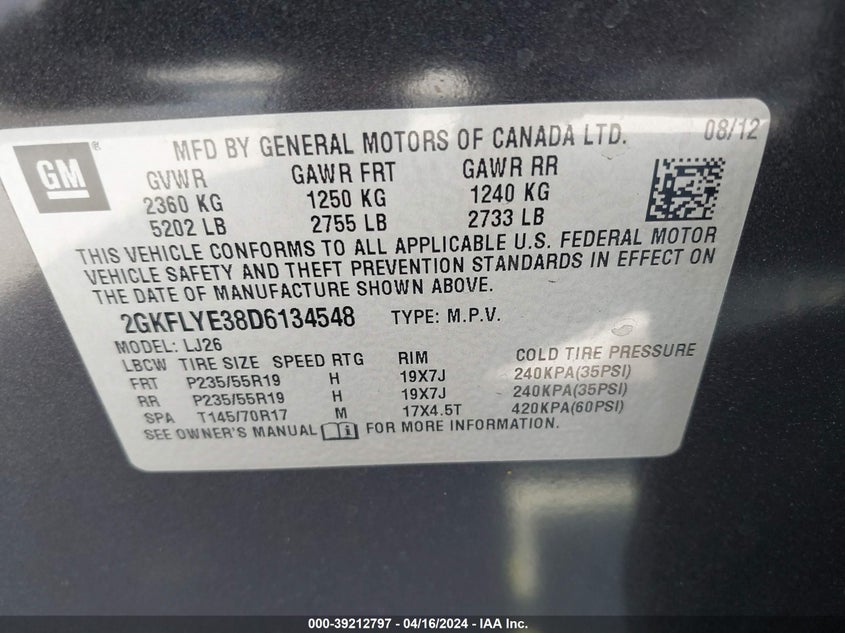 GM®
MFD BY GENERAL MOTORS OF CANADA LTD. 08/12
GVWR GAWR FRT GAWR RR
2360 KG 1250 KG 1240 KG
5202 LB 2755 LB 2733 LB
THIS VEHICLE CONFORMS TO ALL APPLICABLE U.S. FEDERAL MOTOR
VEHICLE SAFETY AND THEFT PREVENTION STANDARDS IN EFFECT ON
THE DATE OF MANUFACTURE SHOWN ABOVE.
2GKFLYE38D6134548 TYPE: M.P.V.
MODEL: LJ26
LBCW TIRE SIZE SPEED RTG RIM COLD TIRE PRESSURE
FRT P235/55R19 H 19X7J 240KPA(35PSI)
RR P235/55R19 H 19X7J 240KPA(35PSI)
SPA T145/70R17 M 17X4.5T 420KPA(60PSI)
SEE OWNER'S MANUAL FOR MORE INFORMATION.
000-39212797 - 04/16/2024 - IAA Inc.